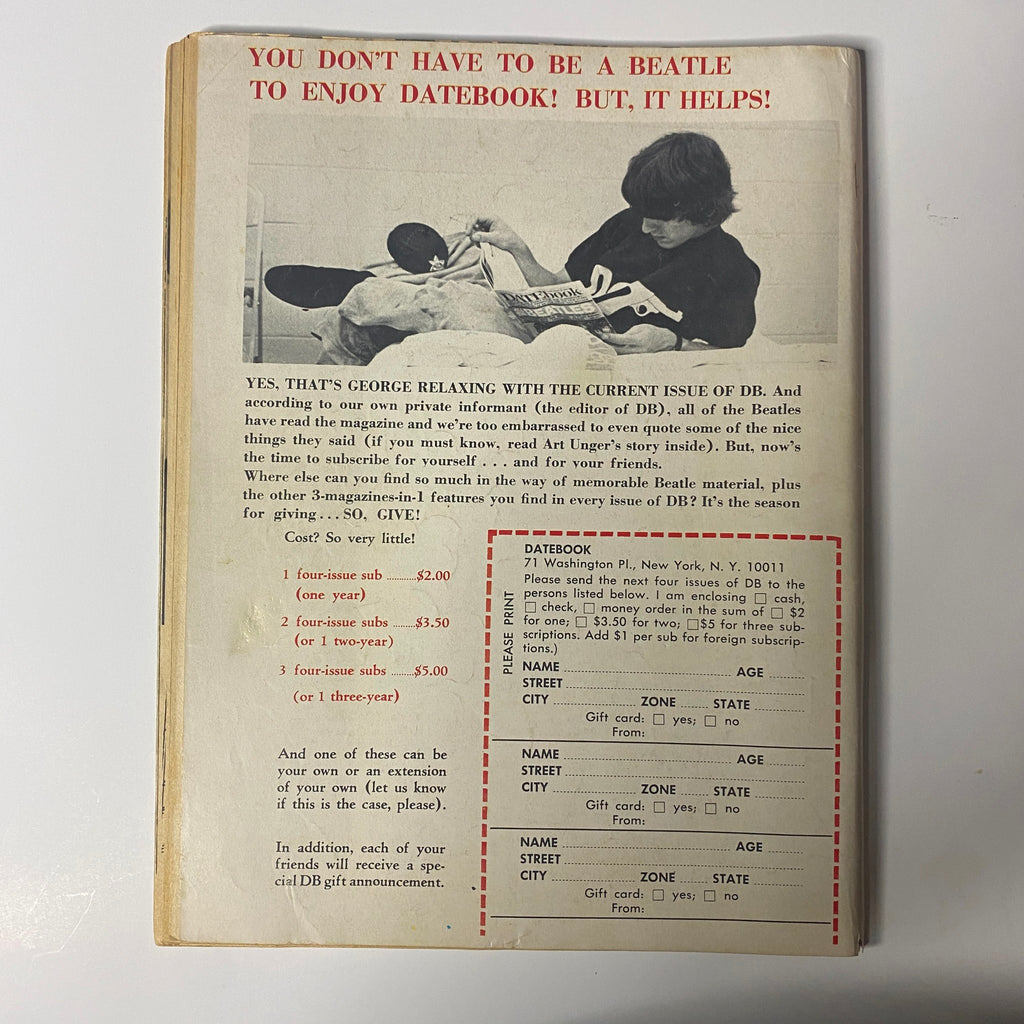 YOU DON'T HAVE TO BE A BEATLE
TO ENJOY DATEBOOK! BUT, IT HELPS!
DATEbook
BEATLES
YES, THAT'S GEORGE RELAXING WITH THE CURRENT ISSUE OF DB. And
according to our own private informant (the editor of DB), all of the Beatles
have read the magazine and we're too embarrassed to even quote some of the nice
things they said (if you must know, read Art Unger's story inside). But, now's
the time to subscribe for yourself . . . and for your friends.
Where else can you find so much in the way of memorable Beatle material, plus
the other 3-magazines-in-1 features you find in every issue of DB? It's the season
for giving . . . SO, GIVE!
Cost? So very little!
1 four-issue sub ............$2.00
(one year)
2 four-issue subs .........$3.50
(or 1 two-year)
3 four-issue subs .........$5.00
(or 1 three-year)
And one of these can be
your own or an extension
of your own (let us know
if this is the case, please).
In addition, each of your
friends will receive a spe-
cial DB gift announcement.
PLEASE PRINT
DATEBOOK
71 Washington Pl., New York, N. Y. 10011
Please send the next four issues of DB to the
persons listed below. I am enclosing □ cash,
□ check, □ money order in the sum of □ $2
for one; □ $3.50 for two; □ $5 for three sub-
scriptions. Add $1 per sub for foreign subscrip-
tions.)
NAME ........................................ AGE ........
STREET ........................................................
CITY .................... ZONE ....... STATE ............
Gift card: □ yes; □ no
From:
NAME ........................................ AGE ........
STREET ........................................................
CITY .................... ZONE ....... STATE ............
Gift card: □ yes; □ no
From:
NAME ........................................ AGE ........
STREET ........................................................
CITY .................... ZONE ....... STATE ............
Gift card: □ yes; □ no
From: